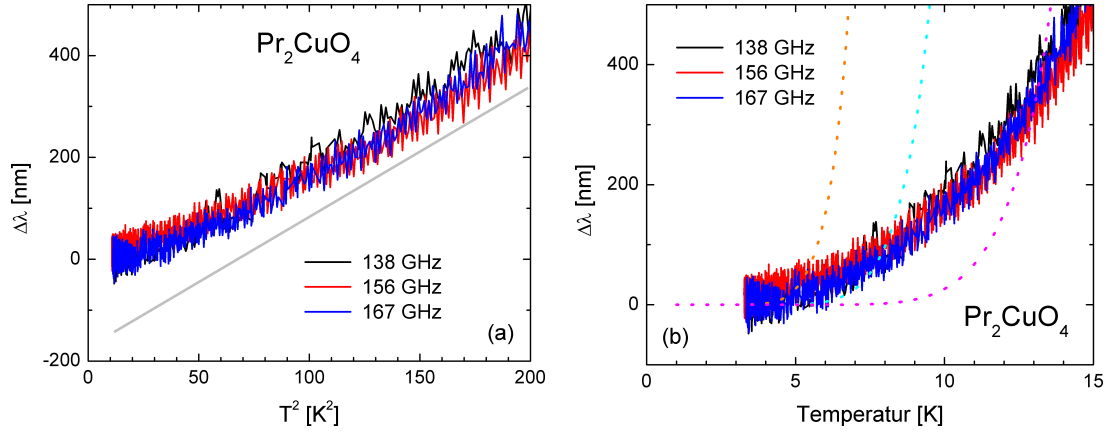 400
200
0
-200
Δλ [nm]
Pr₂CuO₄
138 GHz
156 GHz
167 GHz
(a)
0 50 100 150 200
T² [K²]
400
200
0
Δλ [nm]
138 GHz
156 GHz
167 GHz
(b)
Pr₂CuO₄
0 5 10 15
Temperatur [K]